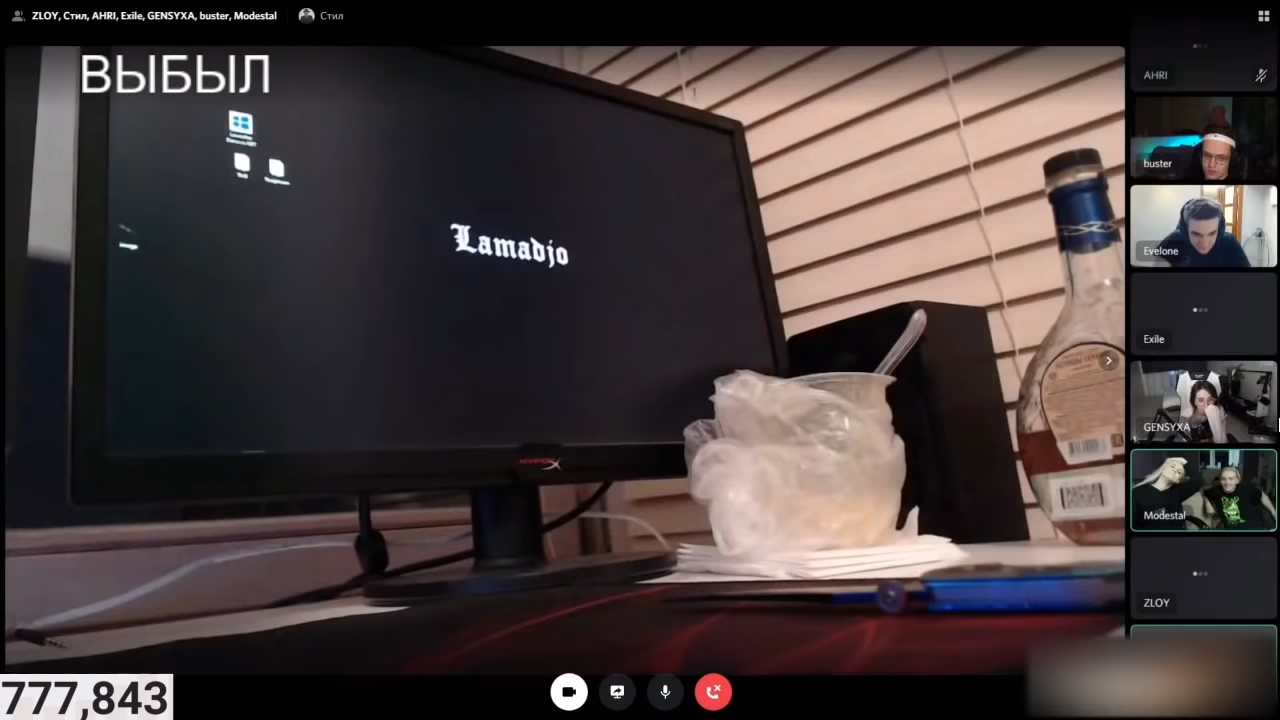 ZLOY, Стил, AHRI, Exile, GENSYXA, buster, Modestal
Стил
ВЫБЫЛ
Lamadjo
HYPERX
AHRI
buster
Evelone
Exile
GENSYXA
Modestal
ZLOY
777,843